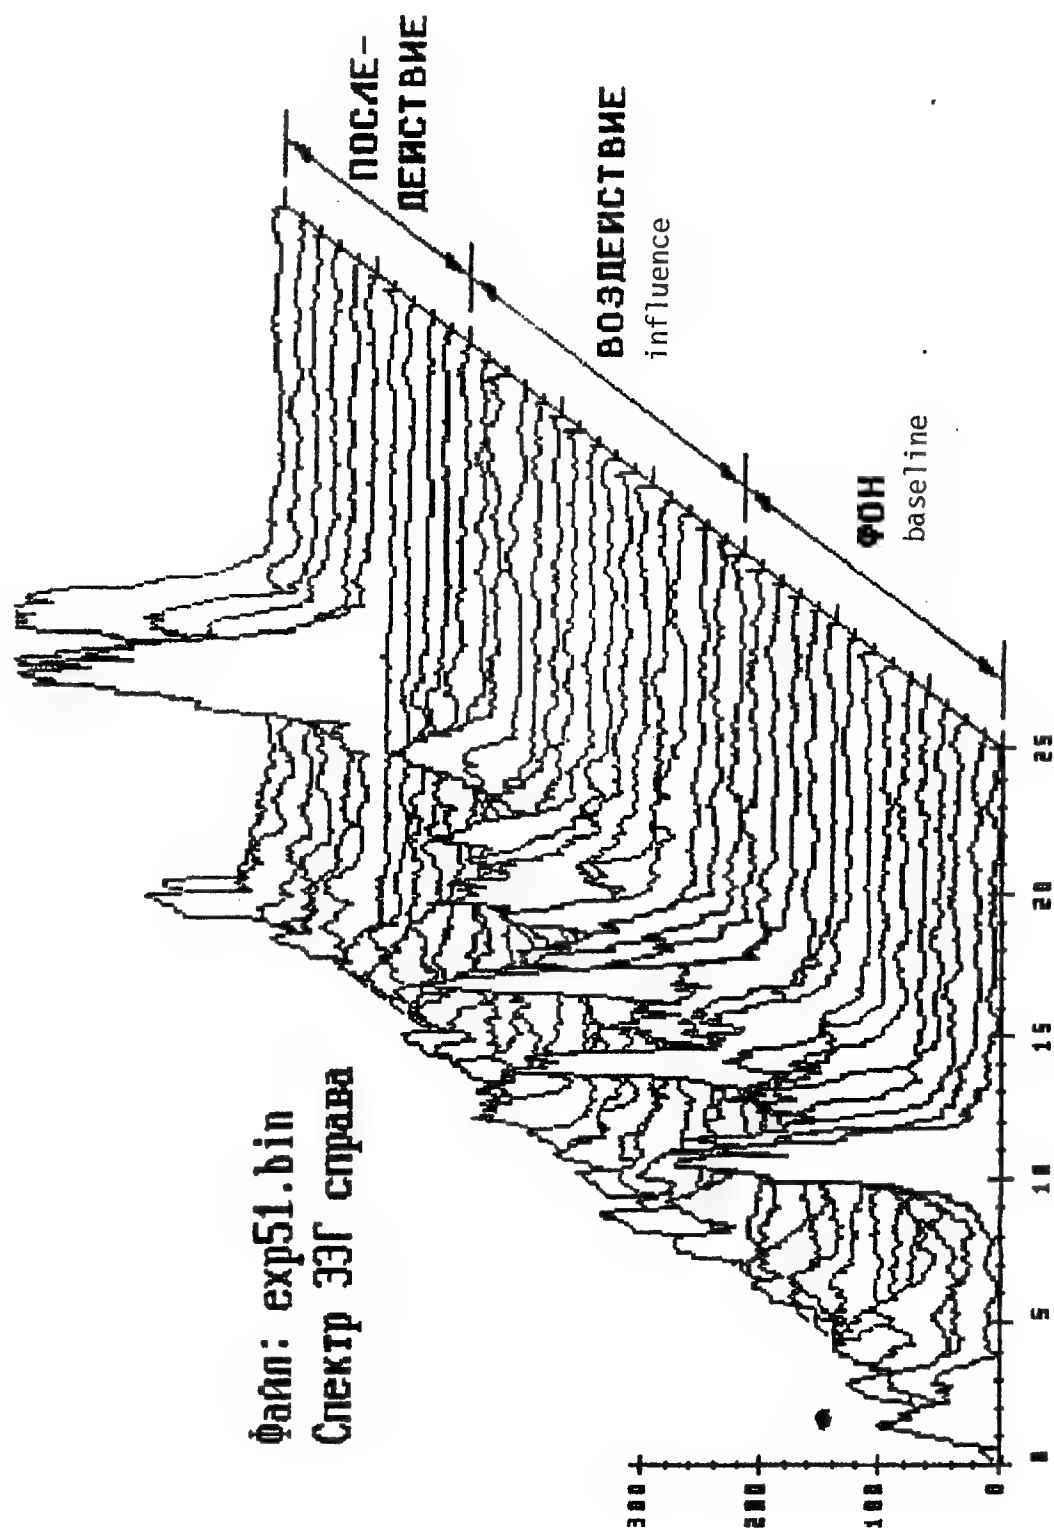 Файл: exp51.bin
Спектр ЭЭГ справа
ПОСЛЕ-
ДЕЙСТВИЕ
ВОЗДЕЙСТВИЕ
influence
ФОН
baseline
300
200
100
0
0
5
10
15
20
25